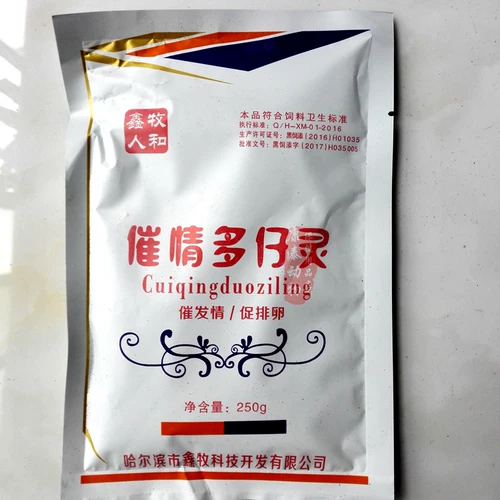 鑫牧
人和
本品符合饲料卫生标准
执行标准：Q/H-XM-01-2016
生产许可证号：黑饲添（2016）H01035
批准文号：黑饲添字（2017）H035005
催情多仔灵
Cuiqingduoziling
催发情/促排卵
净含量：250g
哈尔滨市鑫牧科技开发有限公司